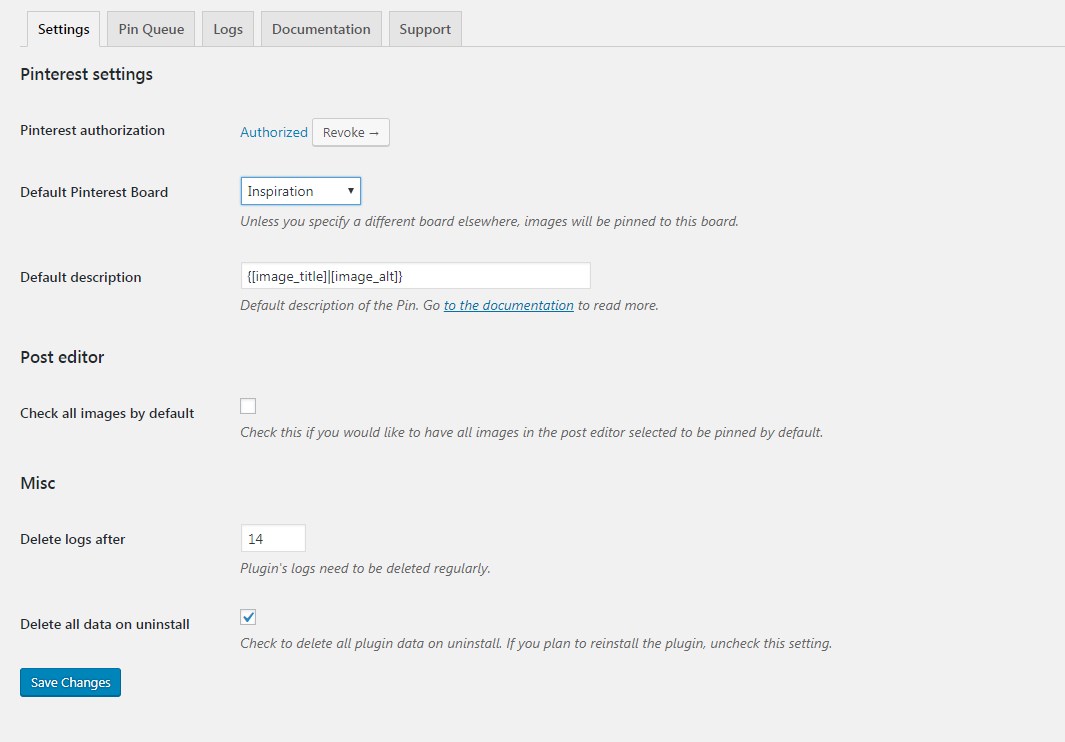 Settings Pin Queue Logs Documentation Support
Pinterest settings
Pinterest authorization Authorized Revoke →
Default Pinterest Board Inspiration ▼
Unless you specify a different board elsewhere, images will be pinned to this board.
Default description {[image_title]|[image_alt]}
Default description of the Pin. Go to the documentation to read more.
Post editor
Check all images by default
Check this if you would like to have all images in the post editor selected to be pinned by default.
Misc
Delete logs after 14
Plugin's logs need to be deleted regularly.
Delete all data on uninstall
Check to delete all plugin data on uninstall. If you plan to reinstall the plugin, uncheck this setting.
Save Changes